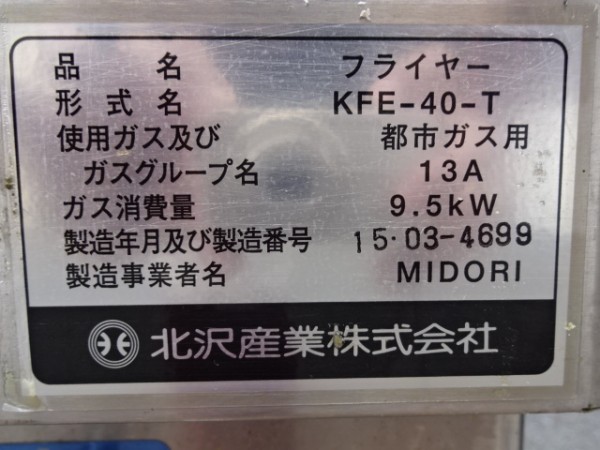 品 名 フライヤー
形 式 名 KFE-40-T
使用ガス及び 都市ガス用
ガスグループ名 13A
ガス消費量 9.5kW
製造年月及び製造番号 15・03-4699
製造事業者名 MIDORI
北沢産業株式会社